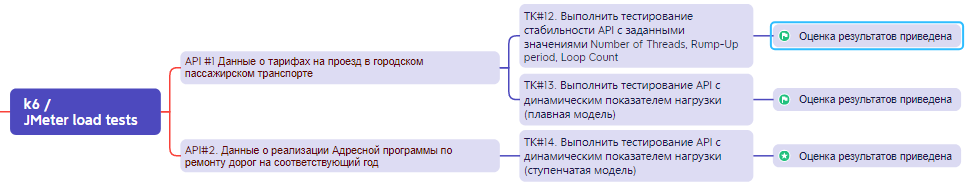 k6 /
JMeter load tests
API #1 Данные о тарифах на проезд в городском
пассажирском транспорте
ТК#12. Выполнить тестирование
стабильности API с заданными
значениями Number of Threads, Rump-Up
period, Loop Count
Оценка результатов приведена
ТК#13. Выполнить тестирование API с
динамическим показателем нагрузки
(плавная модель)
Оценка результатов приведена
API#2. Данные о реализации Адресной программы по
ремонту дорог на соответствующий год
ТК#14. Выполнить тестирование API с
динамическим показателем нагрузки
(ступенчатая модель)
Оценка результатов приведена